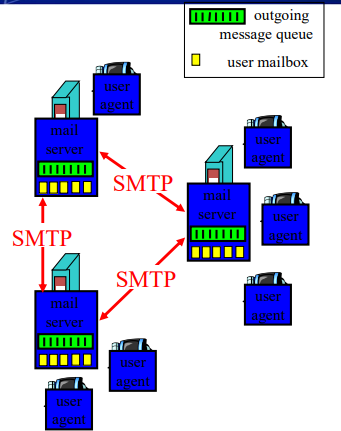 outgoing
message queue
user mailbox
user
agent
mail
server
user
agent
SMTP
mail
server
user
agent
SMTP
SMTP
mail
server
user
agent
user
agent
user
agent